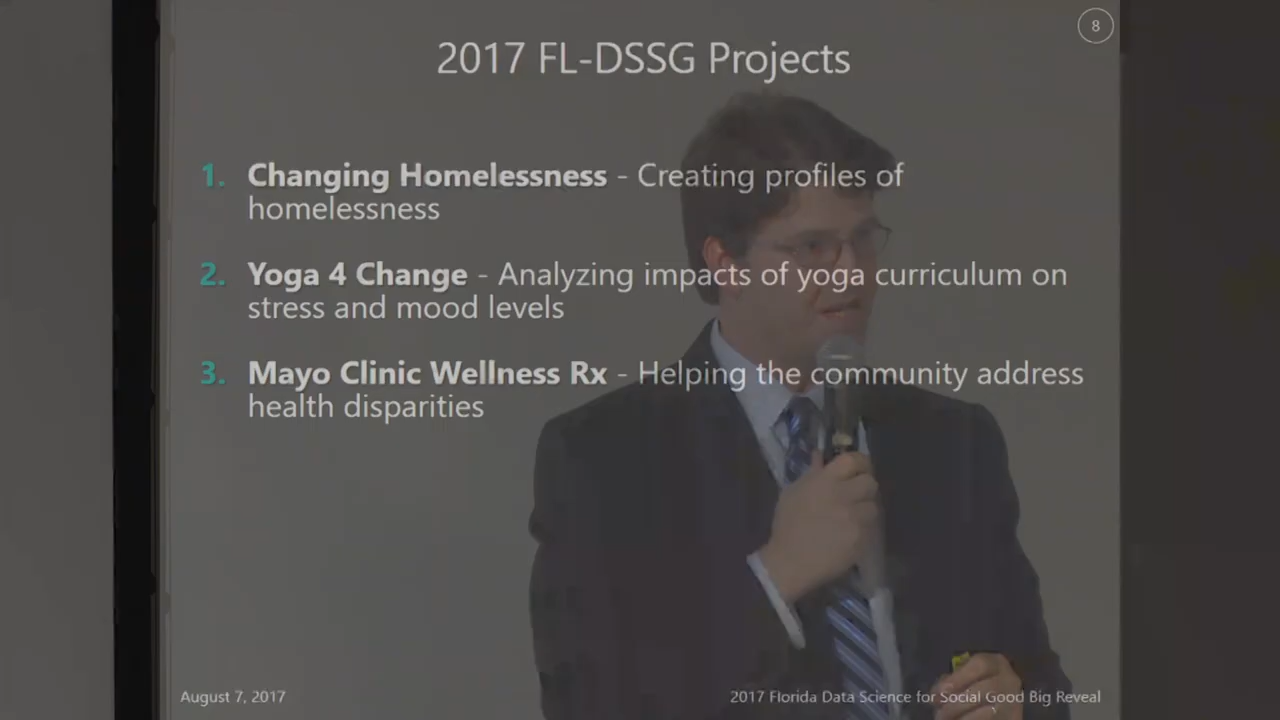 8
2017 FL-DSSG Projects
1. Changing Homelessness - Creating profiles of
homelessness
2. Yoga 4 Change - Analyzing impacts of yoga curriculum on
stress and mood levels
3. Mayo Clinic Wellness Rx - Helping the community address
health disparities
August 7, 2017
2017 Florida Data Science for Social Good Big Reveal